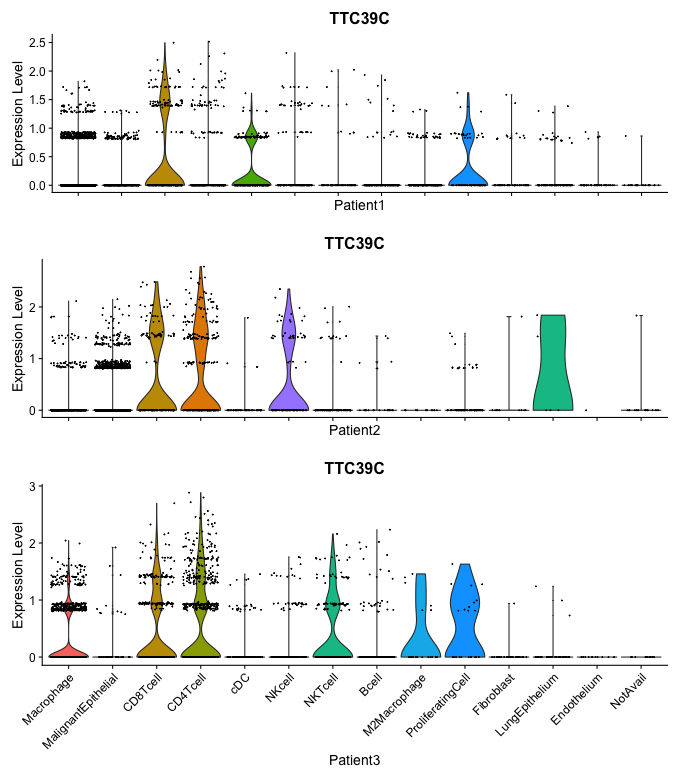 TTC39C
Expression Level
2.5
2.0
1.5
1.0
0.5
0.0
Patient1
TTC39C
Expression Level
2
1
0
Patient2
TTC39C
Expression Level
3
2
1
0
Macrophage
MalignantEpithelial
CD8Tcell
CD4Tcell
cDC
NKcell
NKTcell
Bcell
M2Macrophage
ProliferatingCell
Fibroblast
LungEpithelium
Endothelium
NotAvail
Patient3